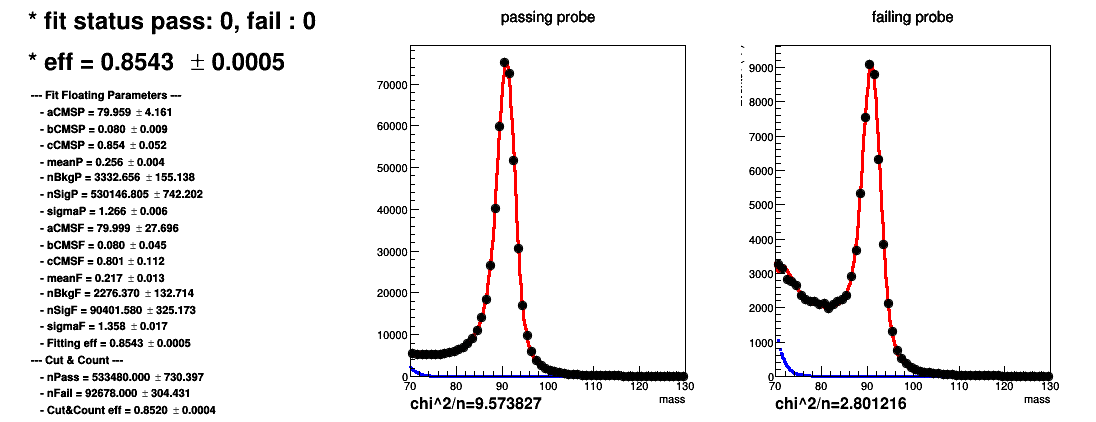 * fit status pass: 0, fail : 0
* eff = 0.8543 ± 0.0005
--- Fit Floating Parameters ---
- aCMSP = 79.959 ± 4.161
- bCMSP = 0.080 ± 0.009
- cCMSP = 0.854 ± 0.052
- meanP = 0.256 ± 0.004
- nBkgP = 3332.656 ± 155.138
- nSigP = 530146.805 ± 742.202
- sigmaP = 1.266 ± 0.006
- aCMSF = 79.999 ± 27.696
- bCMSF = 0.080 ± 0.045
- cCMSF = 0.801 ± 0.112
- meanF = 0.217 ± 0.013
- nBkgF = 2276.370 ± 132.714
- nSigF = 90401.580 ± 325.173
- sigmaF = 1.358 ± 0.017
- Fitting eff = 0.8543 ± 0.0005
--- Cut & Count ---
- nPass = 533480.000 ± 730.397
- nFail = 92678.000 ± 304.431
- Cut&Count eff = 0.8520 ± 0.0004
passing probe
70000
60000
50000
40000
30000
20000
10000
0
70 80 90 100 110 120 130
mass
chi^2/n=9.573827
failing probe
9000
8000
7000
6000
5000
4000
3000
2000
1000
0
70 80 90 100 110 120 130
mass
chi^2/n=2.801216